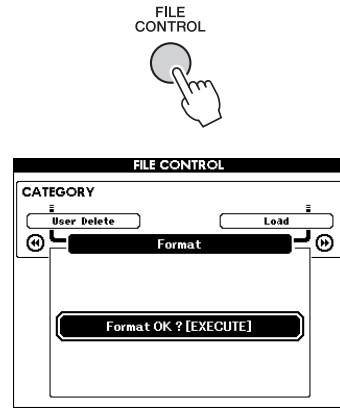 FILE
CONTROL
FILE CONTROL
CATEGORY
User Delete
Load
Format
Format OK ? [EXECUTE]